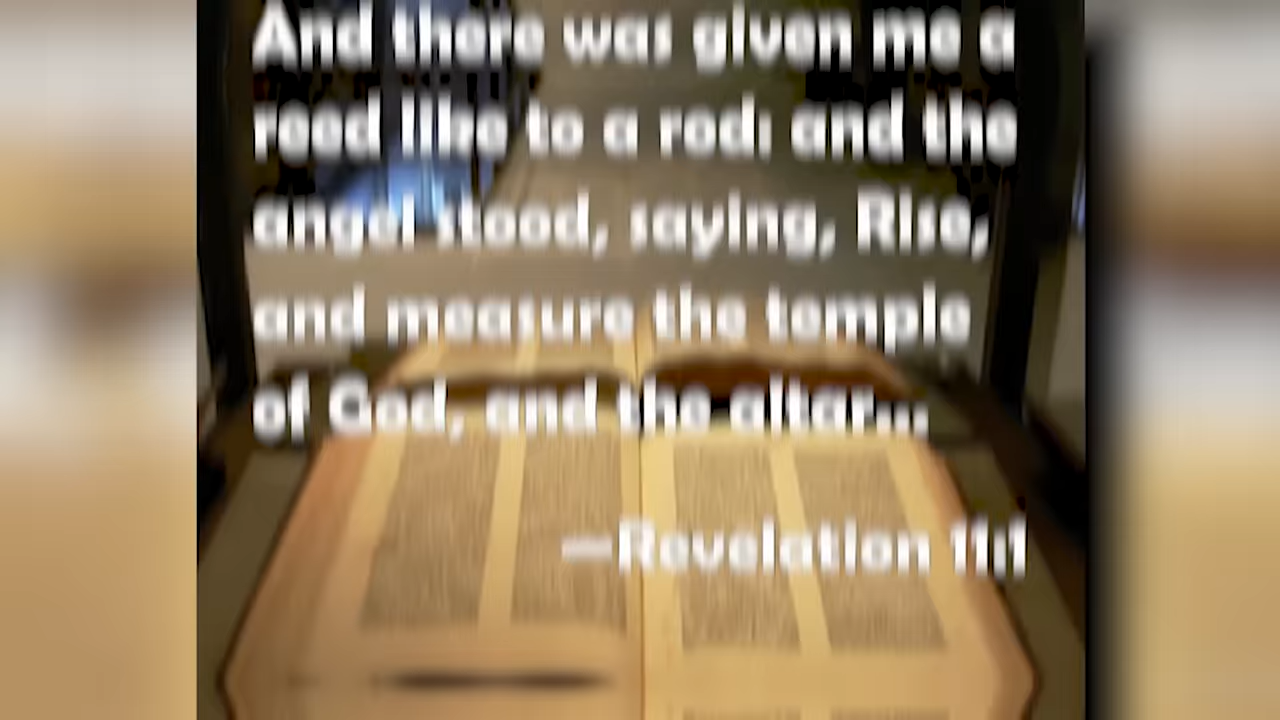 And there was given me a
reed like to a rod: and the
angel stood, saying, Rise,
and measure the temple
of God, and the altar...
—Revelation 11:1